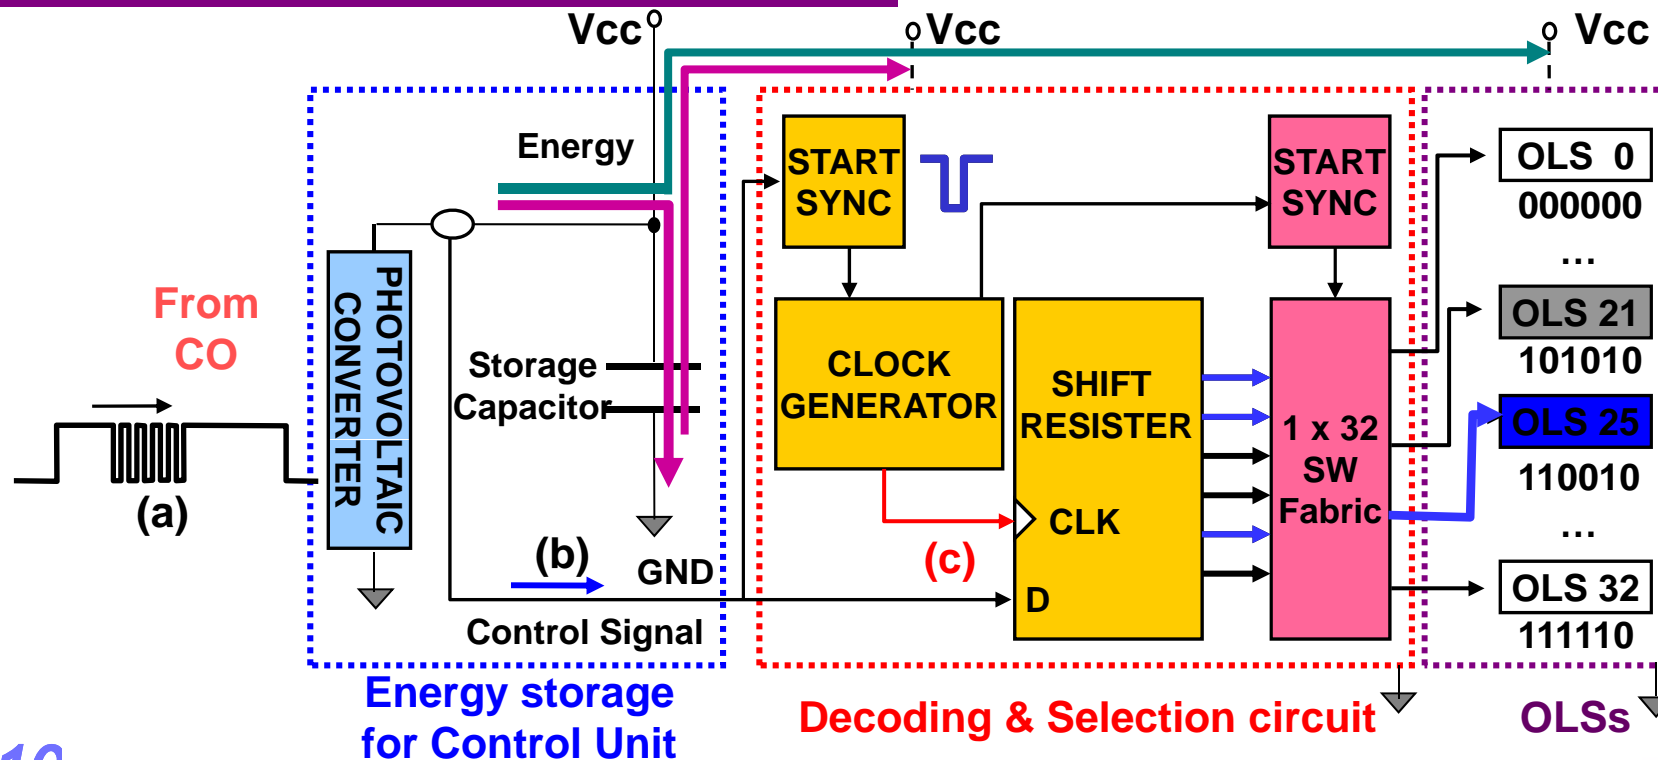 Vcc
Vcc
Vcc
Energy
START
SYNC
START
SYNC
OLS 0
000000
...
From
CO
PHOTOVOLTAIC
CONVERTER
Storage
Capacitor
CLOCK
GENERATOR
SHIFT
RESISTER
1 x 32
SW
Fabric
OLS 21
101010
OLS 25
110010
...
(a)
(b)
GND
(c)
CLK
D
OLS 32
111110
Control Signal
Energy storage
for Control Unit
Decoding & Selection circuit
OLSs